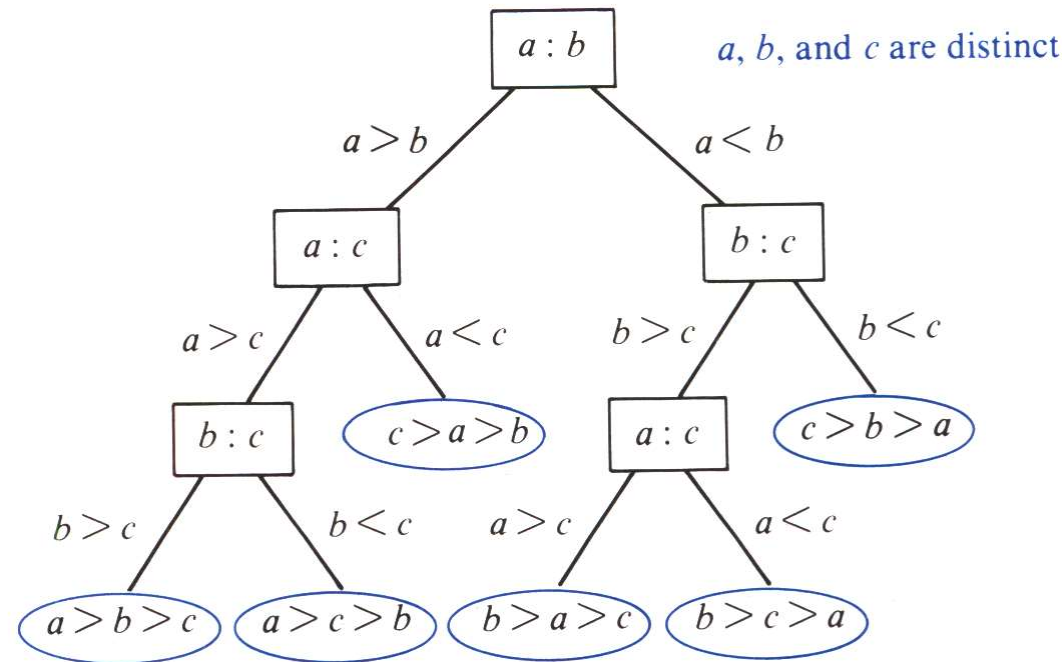 a : b
a, b, and c are distinct
a > b
a < b
a : c
b : c
a > c
a < c
b > c
b < c
b : c
c > a > b
a : c
c > b > a
b > c
b < c
a > c
a < c
a > b > c
a > c > b
b > a > c
b > c > a